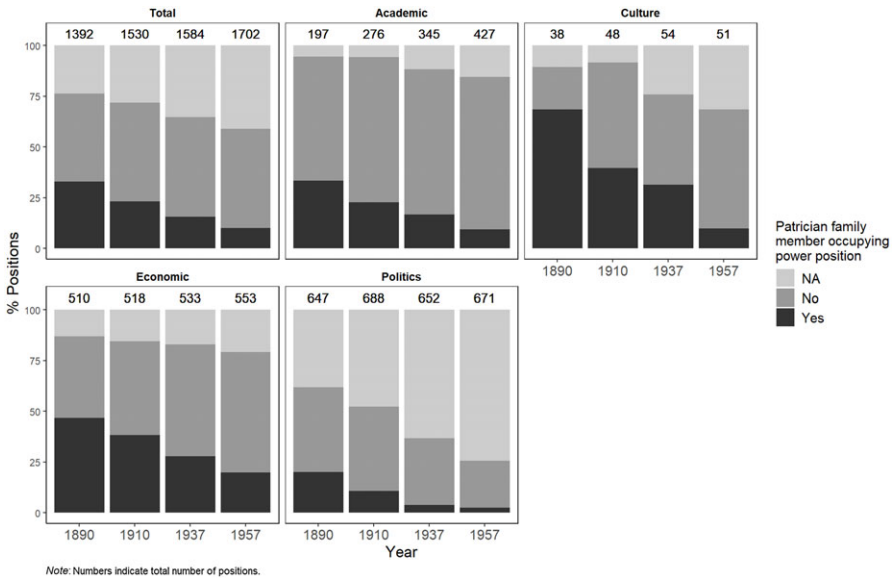 Total
Academic
Culture
1392 1530 1584 1702
197 276 345 427
38 48 54 51
100
75
50
25
0
1890 1910 1937 1957
Economic
Politics
510 518 533 553
647 688 652 671
100
75
50
25
0
1890 1910 1937 1957
1890 1910 1937 1957
% Positions
Year
Patrician family
member occupying
power position
NA
No
Yes
Note: Numbers indicate total number of positions.